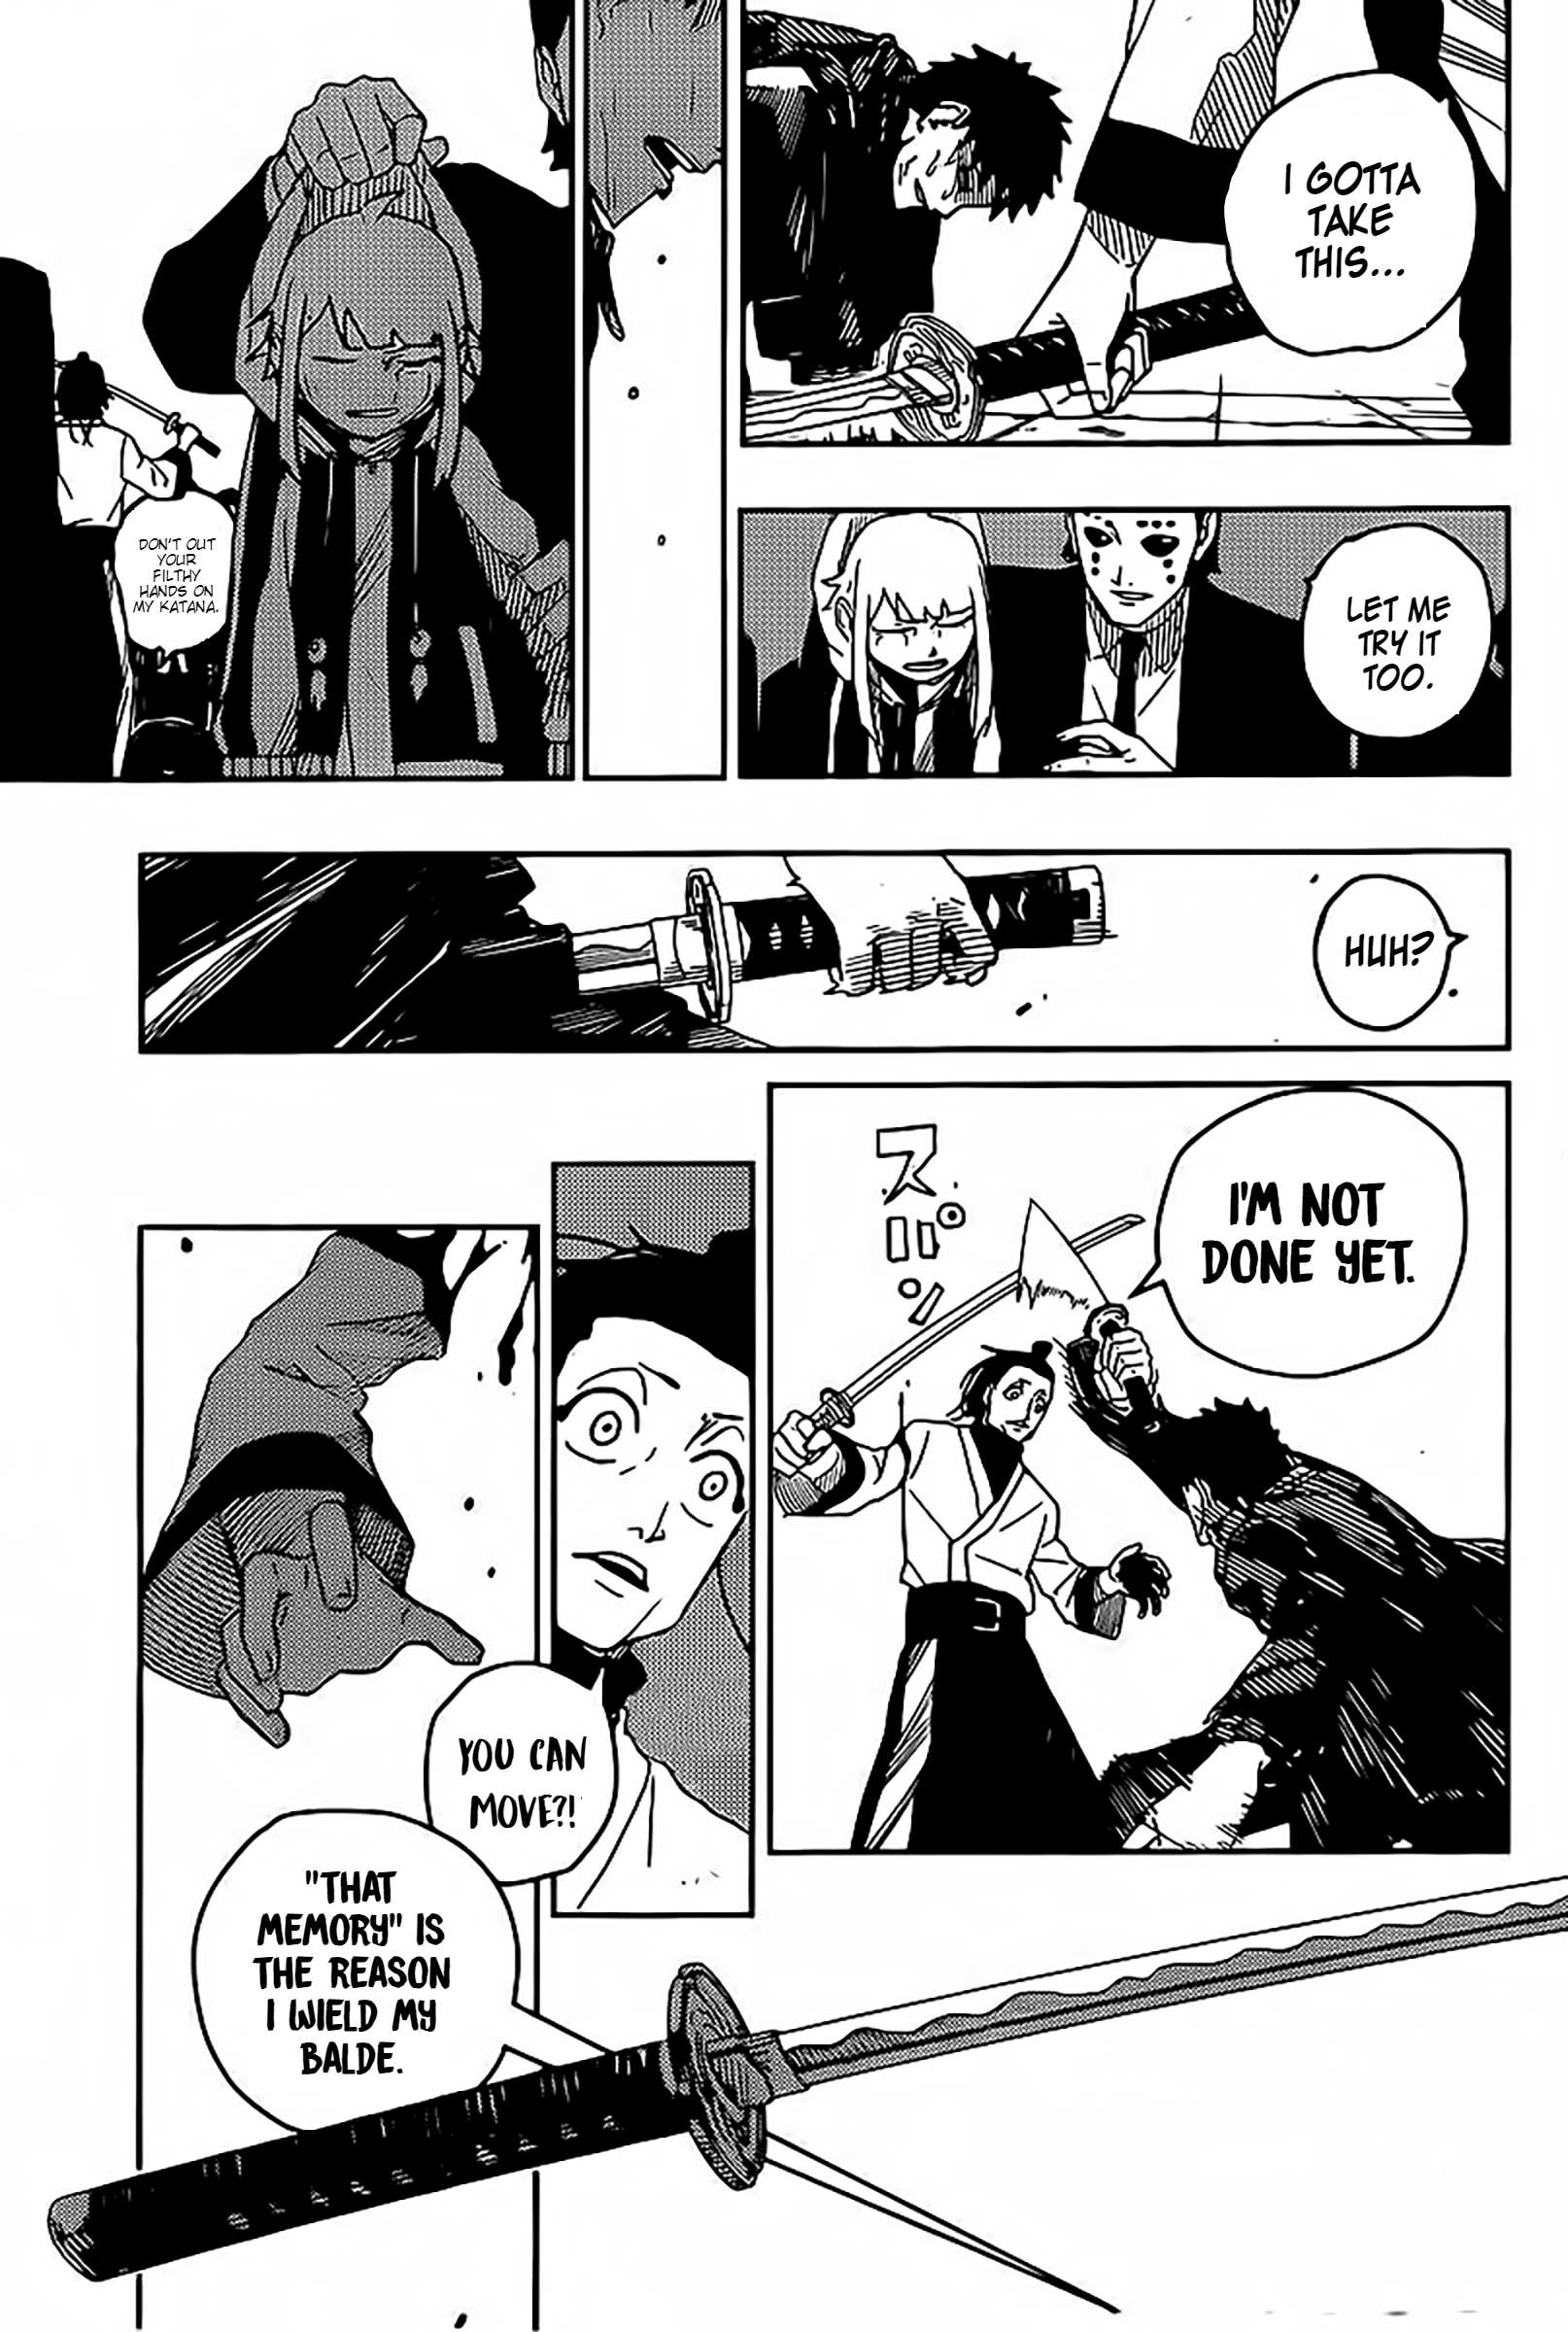 I GOTTA
TAKE
THIS...
LET ME
TRY IT
TOO.
DON'T OUT
YOUR
FILTHY
HANDS ON
MY KATANA.
HUH?
I'M NOT
DONE YET.
スパン
YOU CAN
MOVE?!
"THAT
MEMORY" IS
THE REASON
I WIELD MY
BALDE.